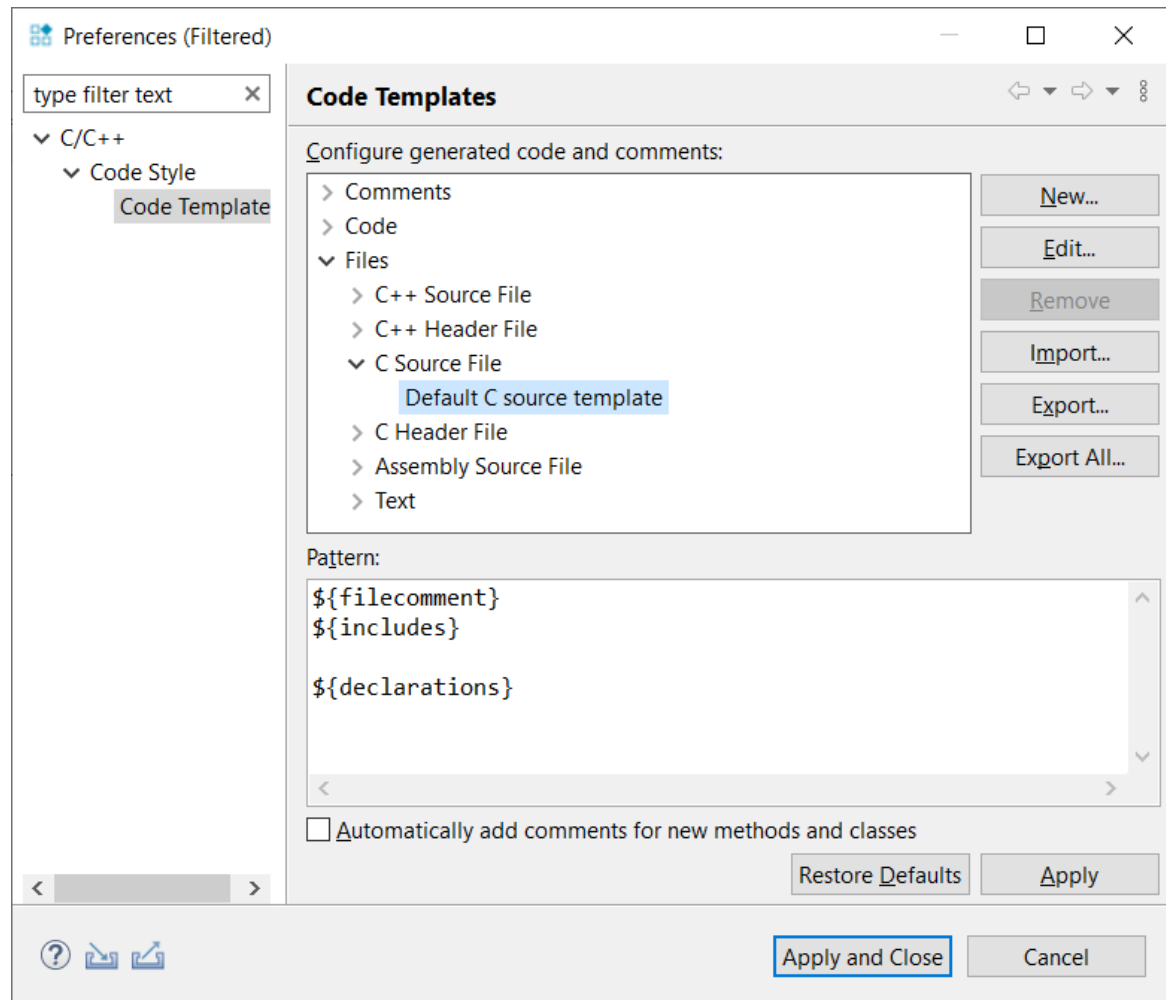 Preferences (Filtered)
type filter text
Code Templates
C/C++
Code Style
Code Template
Configure generated code and comments:
Comments
Code
Files
C++ Source File
C++ Header File
C Source File
Default C source template
C Header File
Assembly Source File
Text
New...
Edit...
Remove
Import...
Export...
Export All...
Pattern:
${filecomment}
${includes}
${declarations}
Automatically add comments for new methods and classes
Restore Defaults
Apply
Apply and Close
Cancel